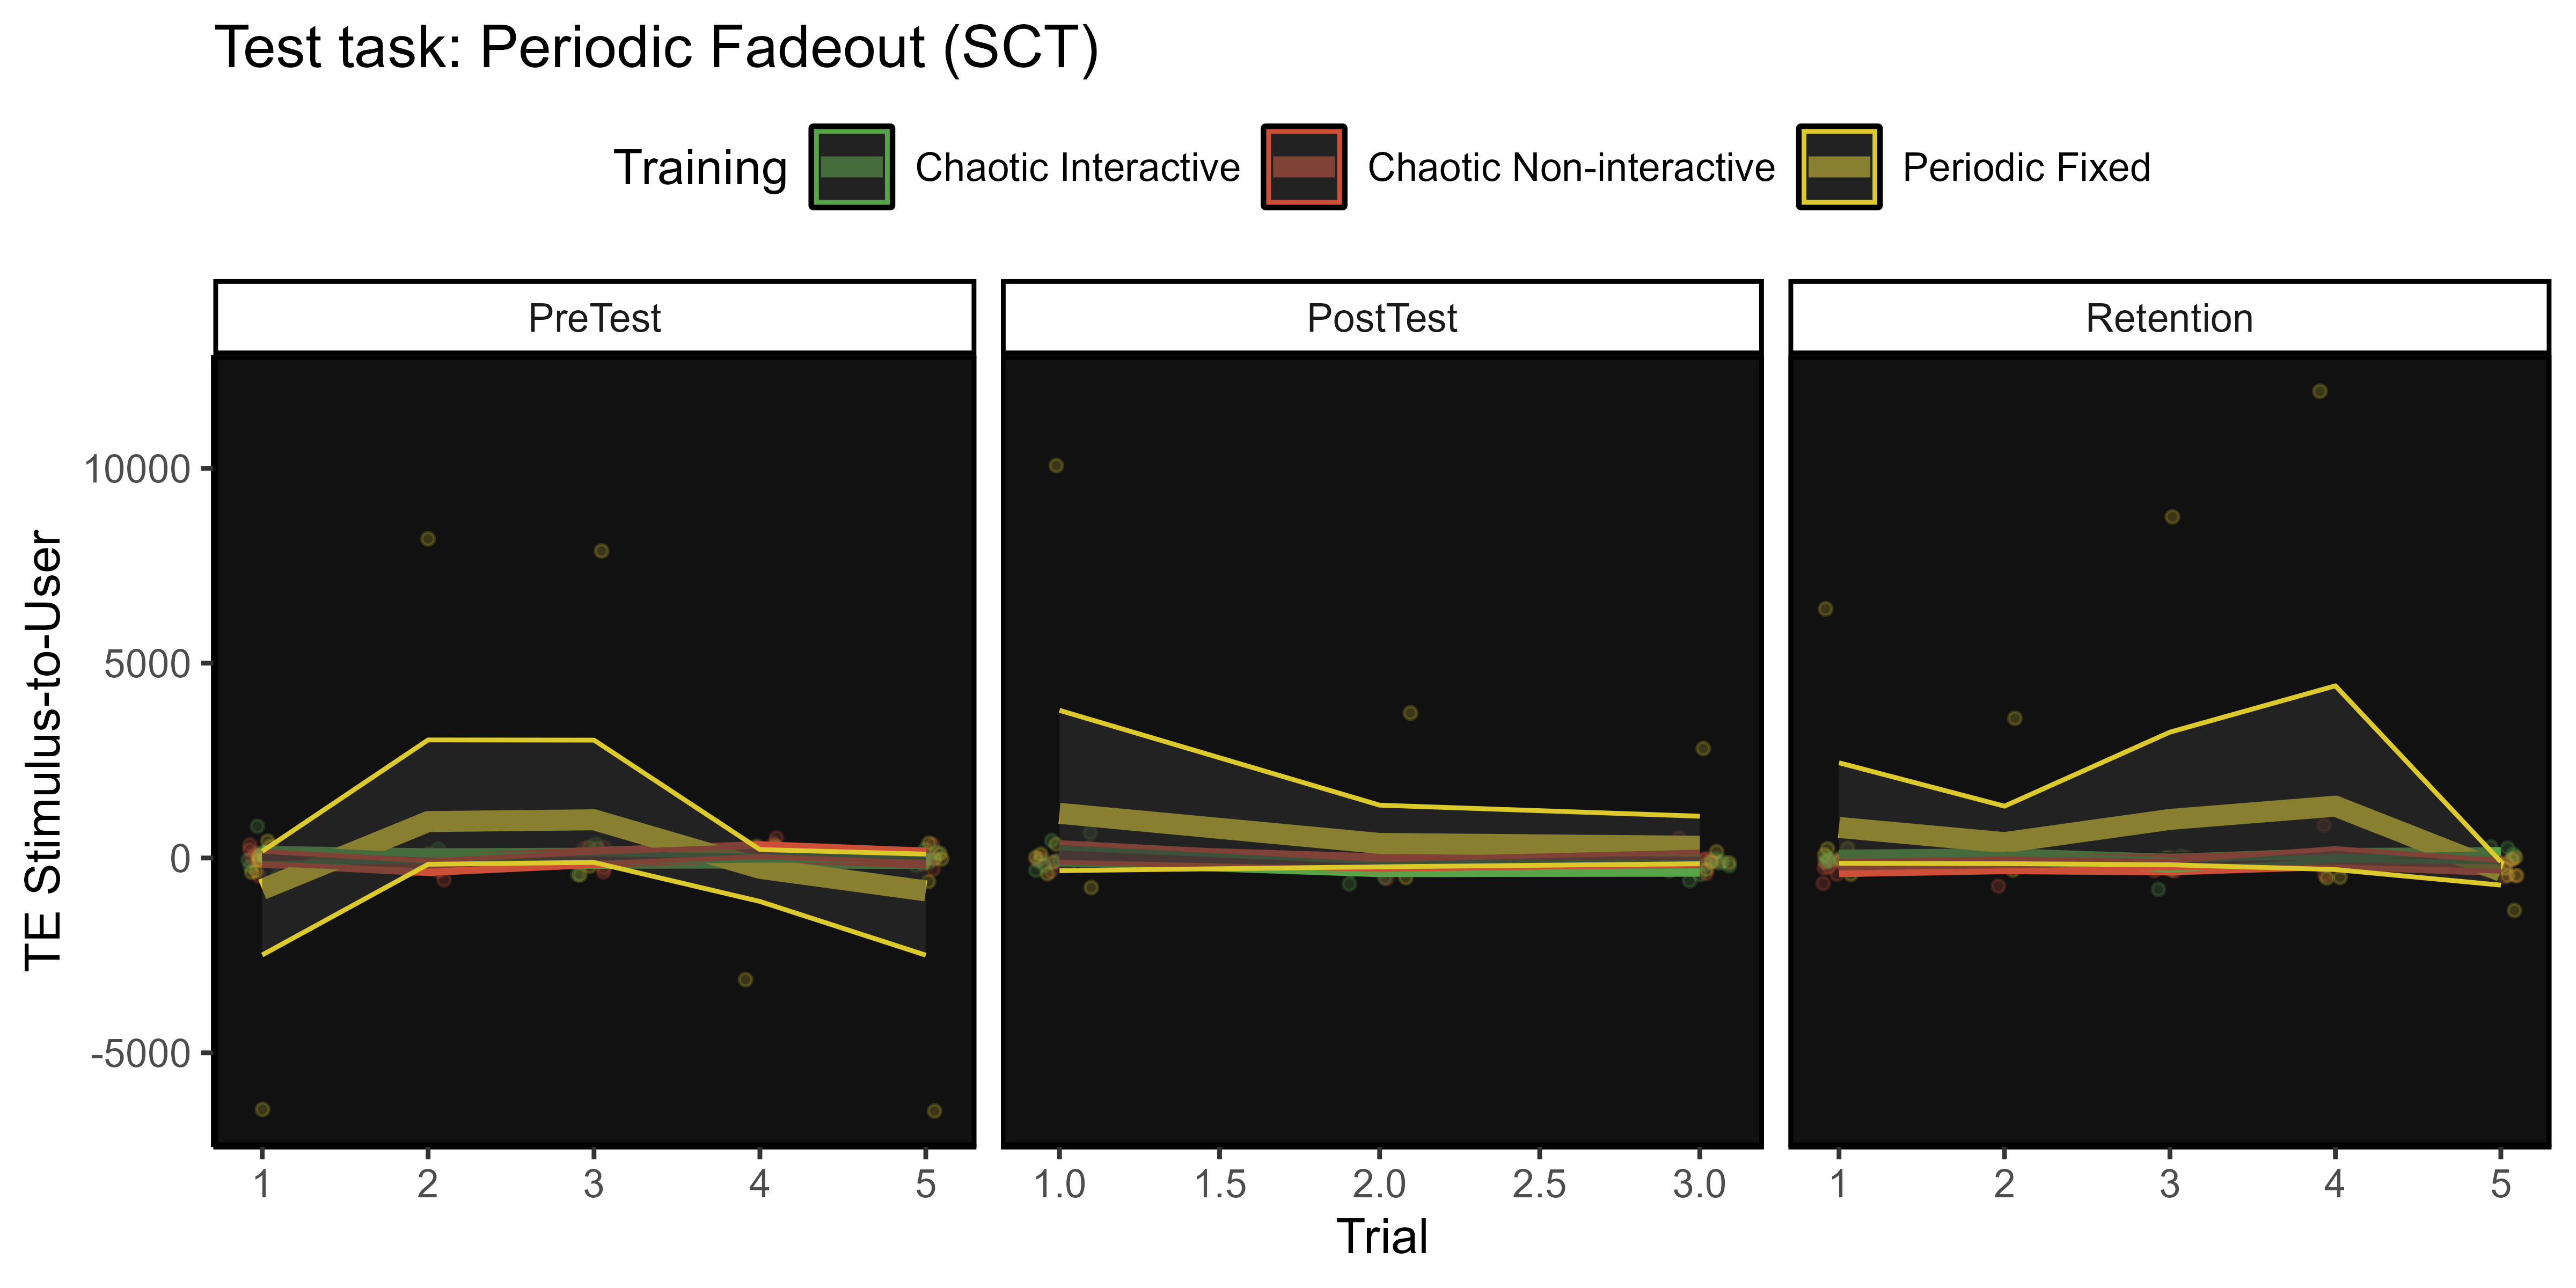 Test task: Periodic Fadeout (SCT)
Training Chaotic Interactive Chaotic Non-interactive Periodic Fixed
PreTest PostTest Retention
TE Stimulus-to-User
10000
5000
0
-5000
1 2 3 4 5 1.0 1.5 2.0 2.5 3.0 1 2 3 4 5
Trial